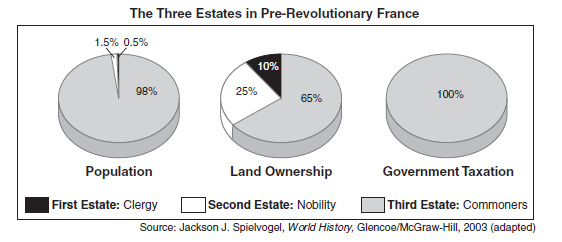 The Three Estates in Pre-Revolutionary France
1.5% 0.5%
98%
10%
25%
65%
100%
Population
Land Ownership
Government Taxation
First Estate: Clergy
Second Estate: Nobility
Third Estate: Commoners
Source: Jackson J. Spielvogel, World History, Glencoe/McGraw-Hill, 2003 (adapted)